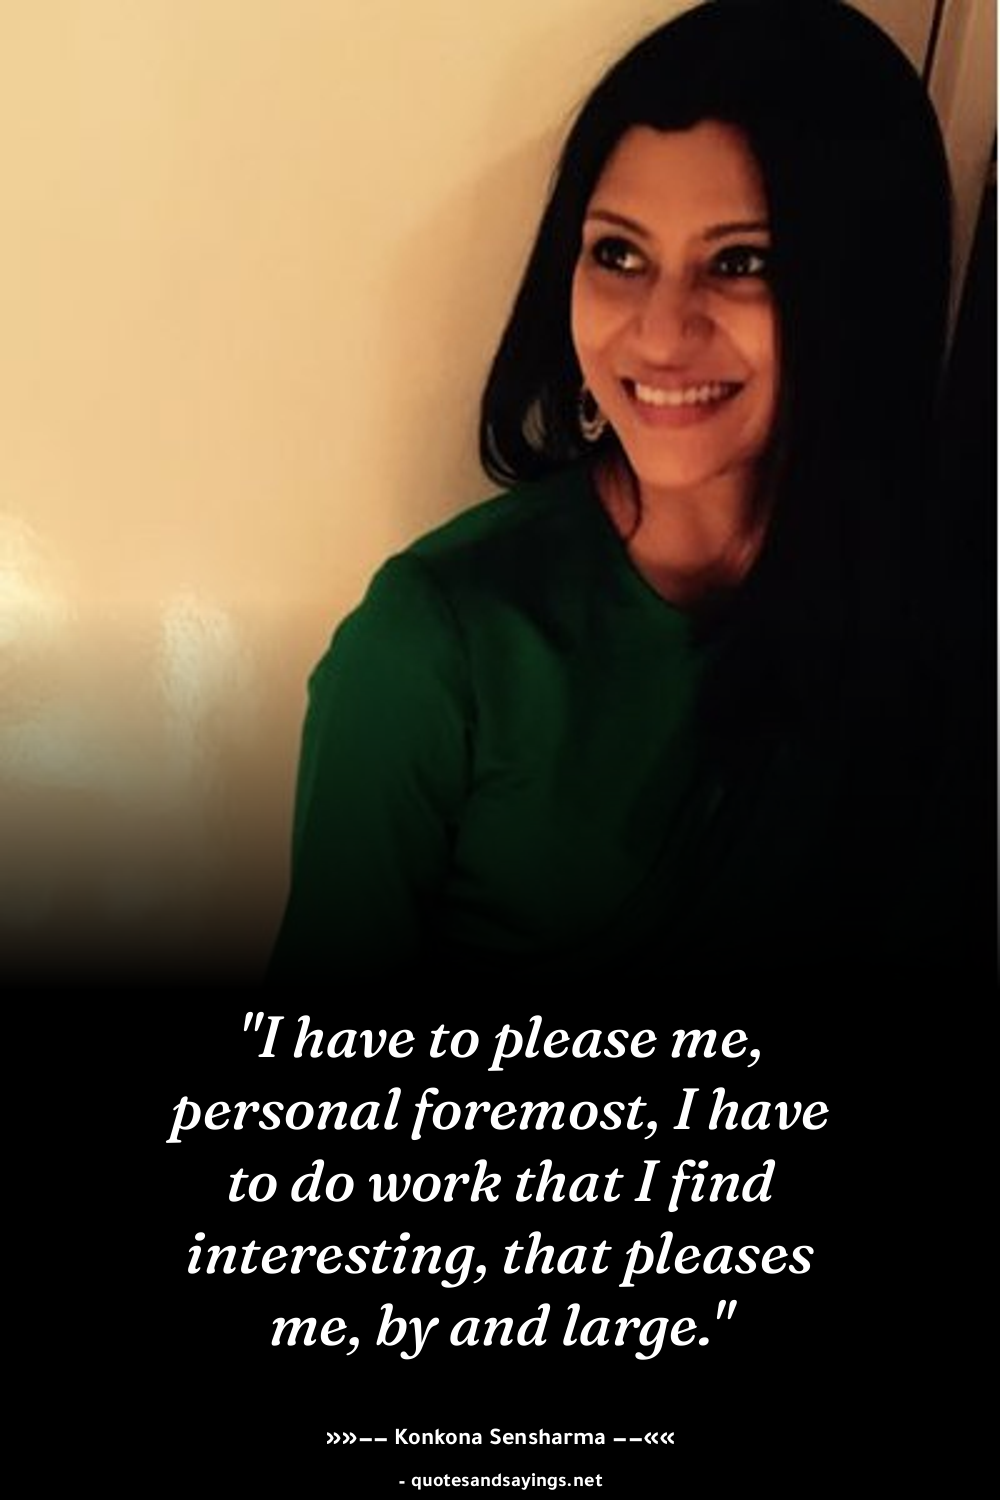 "I have to please me,
personal foremost, I have
to do work that I find
interesting, that pleases
me, by and large."
»»−− Konkona Sensharma −−««
- quotesandsayings.net